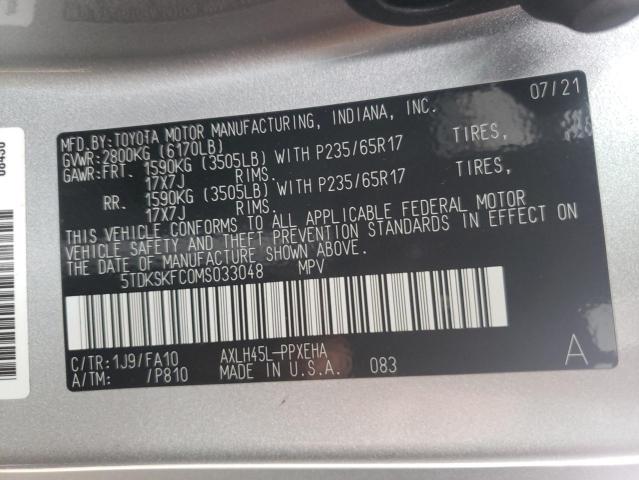 MFD.BY:TOYOTA MOTOR MANUFACTURING, INDIANA, INC. 07/21
GVWR:2800KG (6170LB)
GAWR:FRT. 1590KG (3505LB) WITH P235/65R17 TIRES,
17X7J RIMS.
RR. 1590KG (3505LB) WITH P235/65R17 TIRES,
17X7J RIMS.
THIS VEHICLE CONFORMS TO ALL APPLICABLE FEDERAL MOTOR
VEHICLE SAFETY AND THEFT PREVENTION STANDARDS IN EFFECT ON
THE DATE OF MANUFACTURE SHOWN ABOVE.
5TDKSKFC0MS033048 MPV
C/TR:1J9/FA10 AXLH45L-PPXEHA
A/TM: /P810 MADE IN U.S.A. 083 A